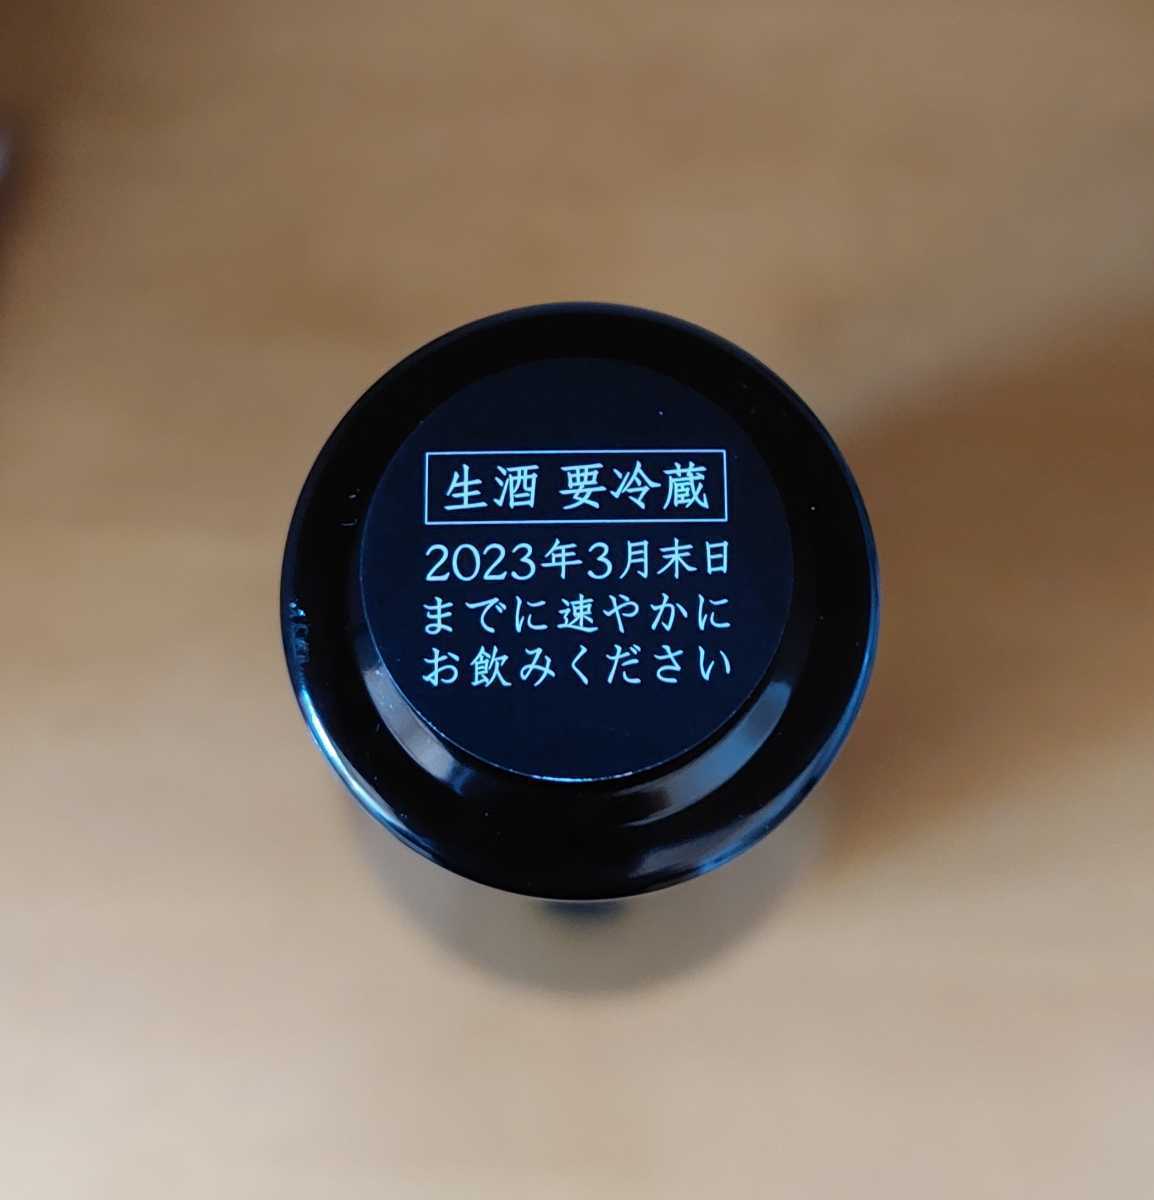 生酒 要冷蔵
2023年3月末日
までに速やかに
お飲みください